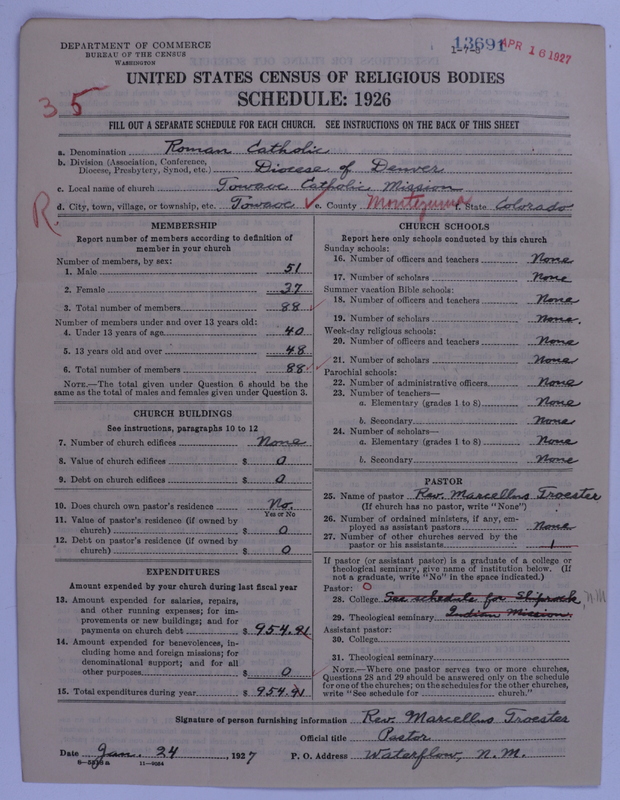 DEPARTMENT OF COMMERCE
BUREAU OF THE CENSUS
WASHINGTON
13691
APR 16 1927
UNITED STATES CENSUS OF RELIGIOUS BODIES
SCHEDULE: 1926
35
FILL OUT A SEPARATE SCHEDULE FOR EACH CHURCH. SEE INSTRUCTIONS ON THE BACK OF THIS SHEET
a. Denomination Roman Catholic
b. Division (Association, Conference, Diocese, Presbytery, Synod, etc.) Diocese of Denver
c. Local name of church Towaoc Catholic Mission
d. City, town, village, or township, etc. Towaoc e. County Montezuma f. State Colorado
R
MEMBERSHIP
Report number of members according to definition of
member in your church
Number of members, by sex:
1. Male 51
2. Female 37
3. Total number of members 88
Number of members under and over 13 years old:
4. Under 13 years of age 40
5. 13 years old and over 48
6. Total number of members 88
NOTE.—The total given under Question 6 should be the
same as the total of males and females given under Question 3.
CHURCH BUILDINGS
See instructions, paragraphs 10 to 12
7. Number of church edifices None
8. Value of church edifices $ 0
9. Debt on church edifices $ 0
10. Does church own pastor's residence No.
Yes or No
11. Value of pastor's residence (if owned by
church) $ 0
12. Debt on pastor's residence (if owned by
church) $ 0
EXPENDITURES
Amount expended by your church during last fiscal year
13. Amount expended for salaries, repairs,
and other running expenses; for im-
provements or new buildings; and for
payments on church debt $ 954.91
14. Amount expended for benevolences, in-
cluding home and foreign missions; for
denominational support; and for all
other purposes $ 0
15. Total expenditures during year $ 954.91
CHURCH SCHOOLS
Report here only schools conducted by this church
Sunday schools:
16. Number of officers and teachers None
17. Number of scholars None
Summer vacation Bible schools:
18. Number of officers and teachers None
19. Number of scholars None.
Week-day religious schools:
20. Number of officers and teachers None
21. Number of scholars None
Parochial schools:
22. Number of administrative officers None
23. Number of teachers—
a. Elementary (grades 1 to 8) None
b. Secondary None
24. Number of scholars—
a. Elementary (grades 1 to 8) None
b. Secondary None
PASTOR
25. Name of pastor Rev. Marcellus Troester
(If church has no pastor, write "None")
26. Number of ordained ministers, if any, em-
ployed as assistant pastors None
27. Number of other churches served by the
pastor or his assistants 1
If pastor (or assistant pastor) is a graduate of a college or
theological seminary, give name of institution below. (If
not a graduate, write "No" in the space indicated.)
Pastor: 0
28. College See schedule for Shiprock, N M
29. Theological seminary Indian Mission.
Assistant pastor:
30. College
31. Theological seminary
NOTE.—Where one pastor serves two or more churches,
Questions 28 and 29 should be answered only on the schedule
for one of the churches; on the schedules for the other churches,
write "See schedule for church."
Signature of person furnishing information Rev. Marcellus Troester
Official title Pastor
Date Jan. 24, 1927 P. O. Address Waterflow, N. M.
11—9034